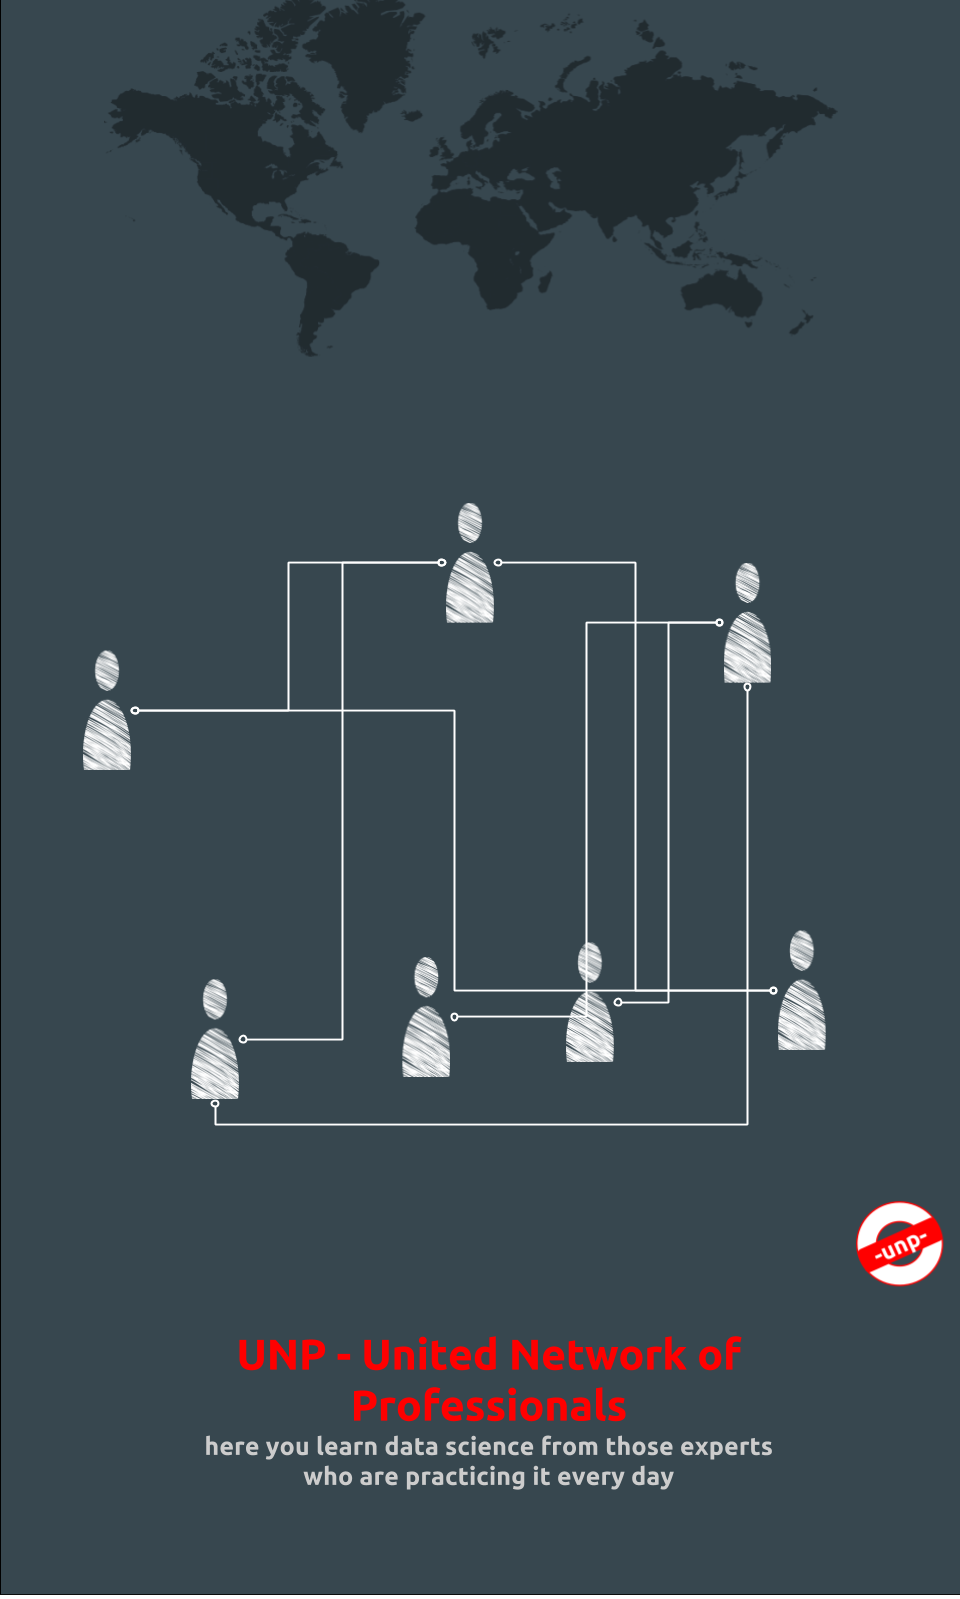 -unp-
UNP - United Network of
Professionals
here you learn data science from those experts
who are practicing it every day